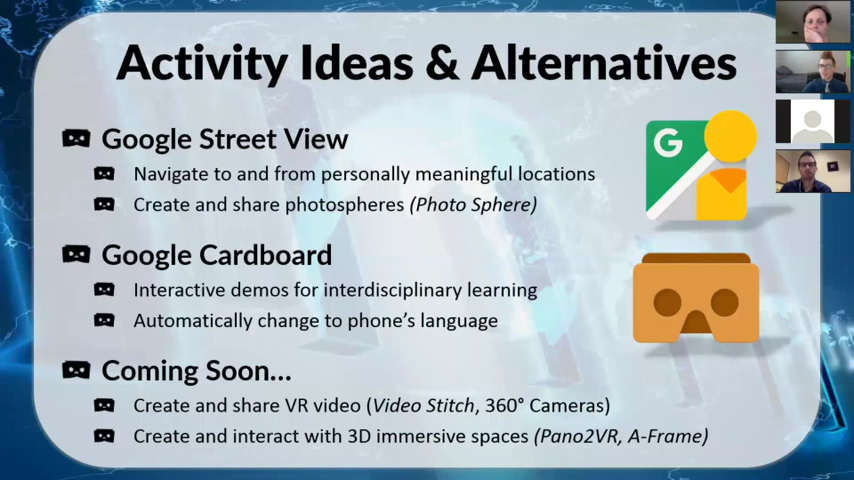 Activity Ideas & Alternatives
Google Street View
Navigate to and from personally meaningful locations
Create and share photospheres (Photo Sphere)
G
Google Cardboard
Interactive demos for interdisciplinary learning
Automatically change to phone's language
Coming Soon...
Create and share VR video (Video Stitch, 360° Cameras)
Create and interact with 3D immersive spaces (Pano2VR, A-Frame)